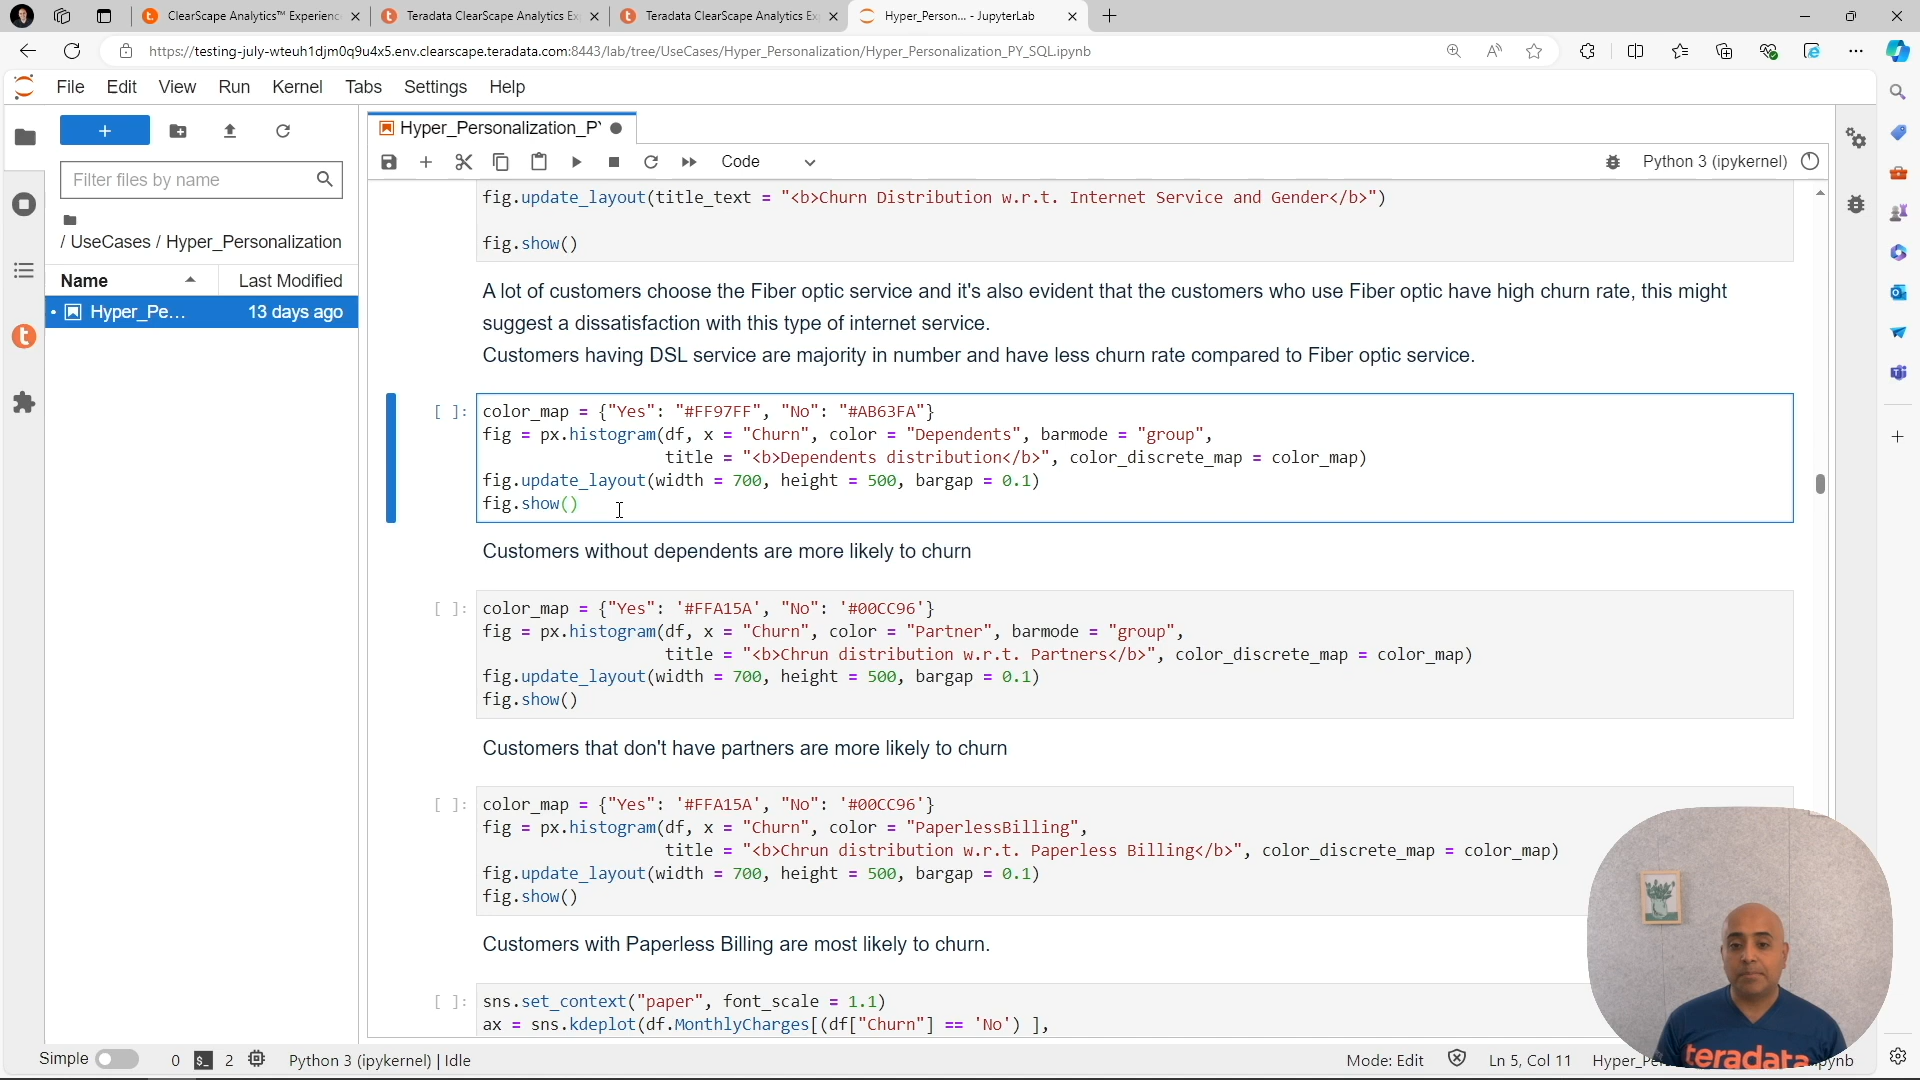 ClearScape Analytics™ Experienc
Teradata ClearScape Analytics Ex
Teradata ClearScape Analytics Ex
Hyper_Person... - JupyterLab
https://testing-july-wteuh1djm0q9u4x5.env.clearscape.teradata.com:8443/lab/tree/UseCases/Hyper_Personalization/Hyper_Personalization_PY_SQL.ipynb
File Edit View Run Kernel Tabs Settings Help
Hyper_Personalization_P
Filter files by name
Code
Python 3 (ipykernel)
/ UseCases / Hyper_Personalization
Name Last Modified
Hyper_Pe... 13 days ago
fig.update_layout(title_text = "<b>Churn Distribution w.r.t. Internet Service and Gender</b>")
fig.show()
A lot of customers choose the Fiber optic service and it's also evident that the customers who use Fiber optic have high churn rate, this might
suggest a dissatisfaction with this type of internet service.
Customers having DSL service are majority in number and have less churn rate compared to Fiber optic service.
[ ]: color_map = {"Yes": "#FF97FF", "No": "#AB63FA"}
fig = px.histogram(df, x = "Churn", color = "Dependents", barmode = "group",
title = "<b>Dependents distribution</b>", color_discrete_map = color_map)
fig.update_layout(width = 700, height = 500, bargap = 0.1)
fig.show()
Customers without dependents are more likely to churn
[ ]: color_map = {"Yes": '#FFA15A', "No": '#00CC96'}
fig = px.histogram(df, x = "Churn", color = "Partner", barmode = "group",
title = "<b>Chrun distribution w.r.t. Partners</b>", color_discrete_map = color_map)
fig.update_layout(width = 700, height = 500, bargap = 0.1)
fig.show()
Customers that don't have partners are more likely to churn
[ ]: color_map = {"Yes": '#FFA15A', "No": '#00CC96'}
fig = px.histogram(df, x = "Churn", color = "PaperlessBilling",
title = "<b>Chrun distribution w.r.t. Paperless Billing</b>", color_discrete_map = color_map)
fig.update_layout(width = 700, height = 500, bargap = 0.1)
fig.show()
Customers with Paperless Billing are most likely to churn.
[ ]: sns.set_context("paper", font_scale = 1.1)
ax = sns.kdeplot(df.MonthlyCharges[(df["Churn"] == 'No') ],
teradata.
Simple 0 2 Python 3 (ipykernel) | Idle Mode: Edit Ln 5, Col 11 Hyper_Pe pynb